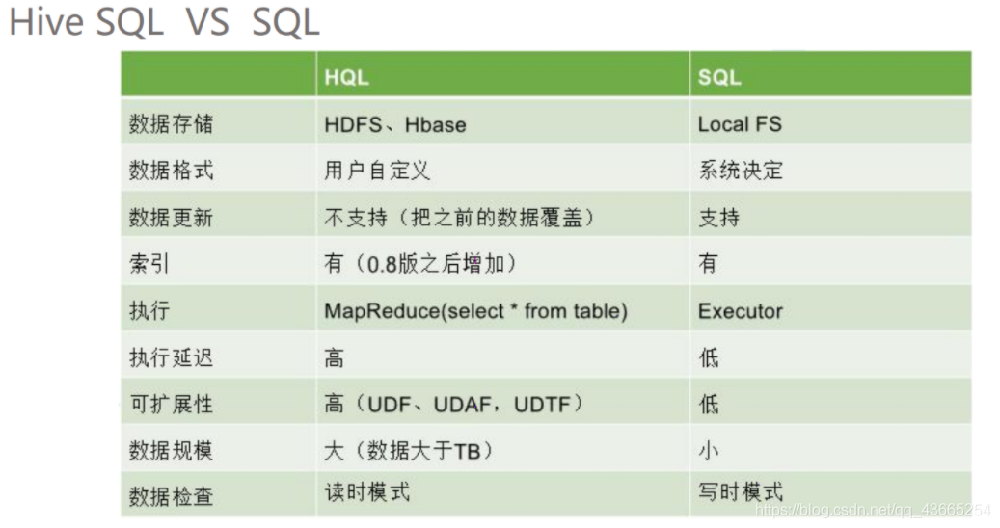 Hive SQL VS SQL
HQL SQL
数据存储 HDFS、Hbase Local FS
数据格式 用户自定义 系统决定
数据更新 不支持（把之前的数据覆盖） 支持
索引 有（0.8版之后增加） 有
执行 MapReduce(select * from table) Executor
执行延迟 高 低
可扩展性 高（UDF、UDAF，UDTF） 低
数据规模 大（数据大于TB） 小
数据检查 读时模式 写时模式
https://blog.csdn.net/qq_43665254